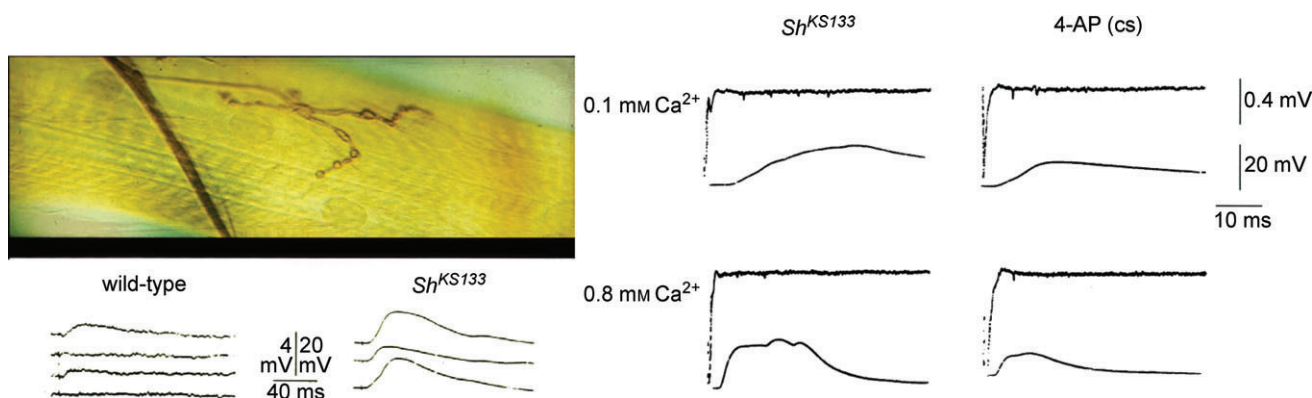 Sh^KS133
4-AP (cs)
0.1 mM Ca2+
0.4 mV
20 mV
10 ms
wild-type
Sh^KS133
4 20
mV mV
40 ms
0.8 mM Ca2+